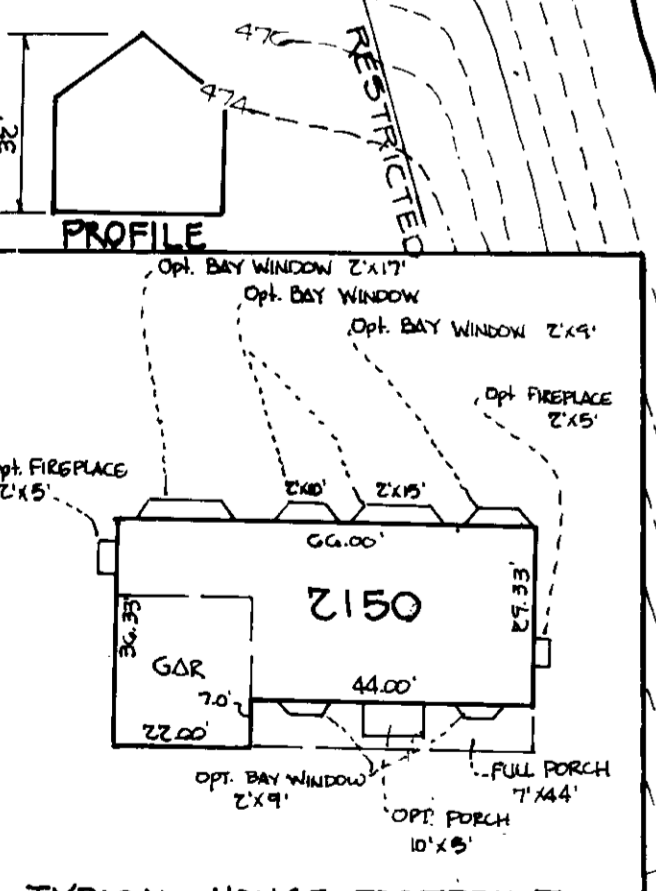 476
474
RESTRICTED
32'
PROFILE
Opt. BAY WINDOW 2'x17'
Opt. BAY WINDOW
Opt. BAY WINDOW 2'x9'
Opt FIREPLACE
2'x5'
pt. FIREPLACE
2'x5'
2'x10'
2'x15'
66.00'
2150
29.33'
36.33'
GAR
7.0'
44.00'
22.00'
OPT. BAY WINDOW
2'x9'
FULL PORCH
7'x44'
OPT. PORCH
10'x5'